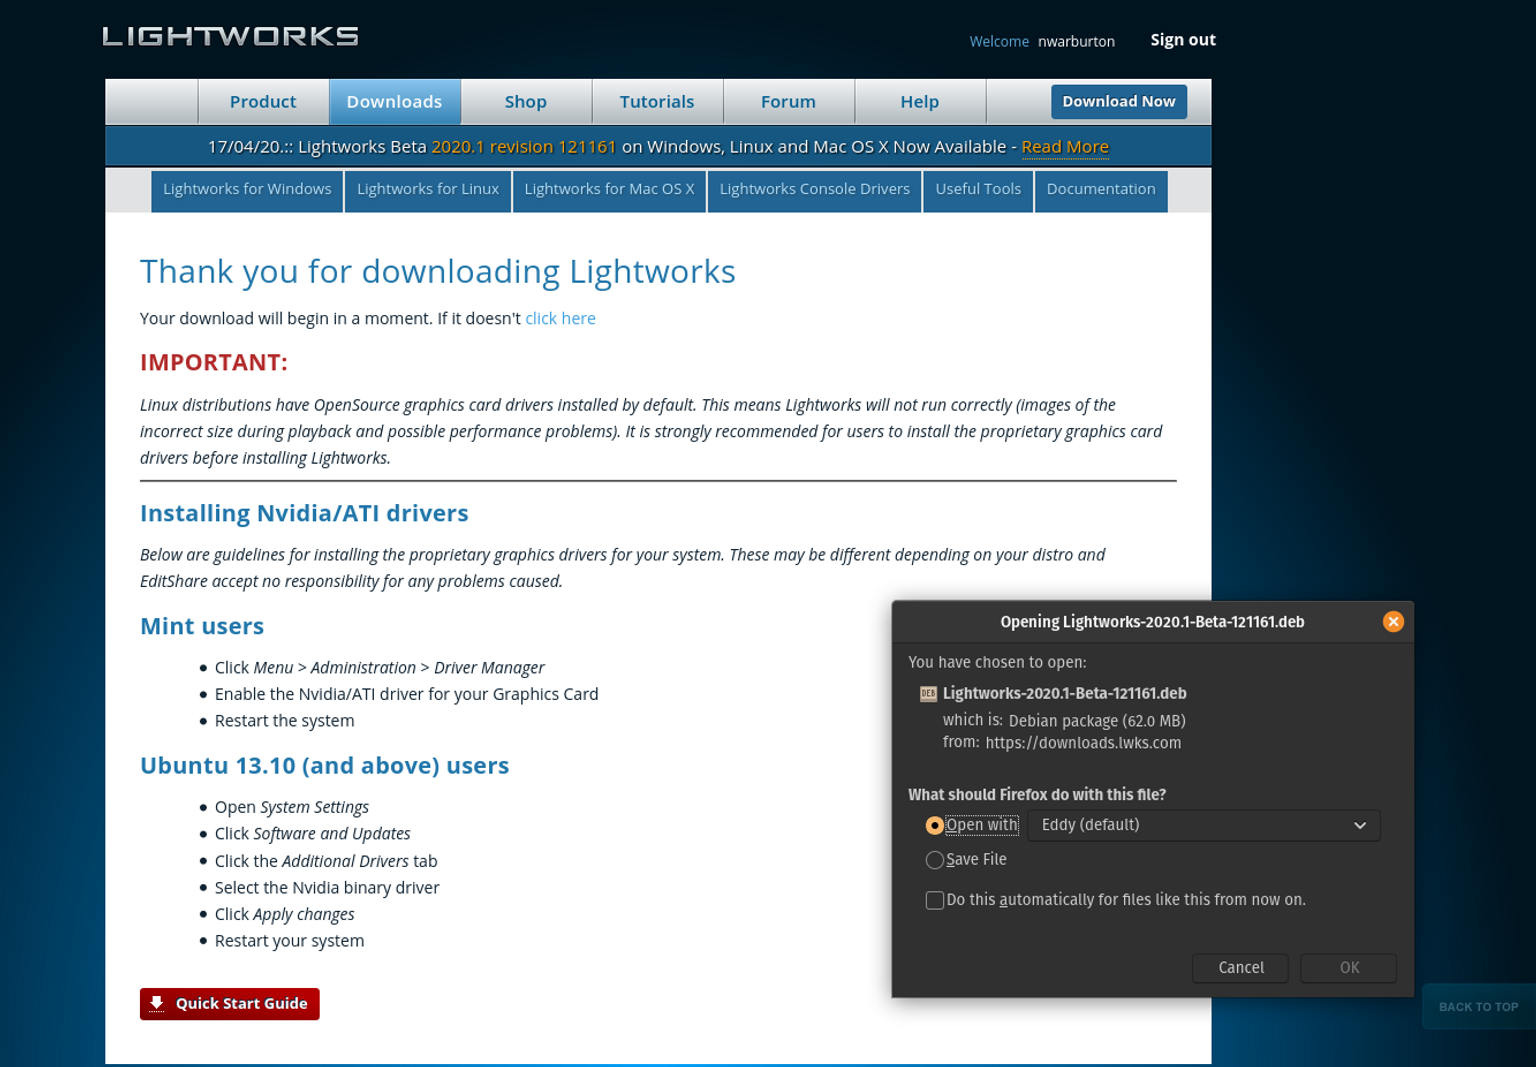 LIGHTWORKS
Welcome nwarburton Sign out
Product Downloads Shop Tutorials Forum Help Download Now
17/04/20.:: Lightworks Beta 2020.1 revision 121161 on Windows, Linux and Mac OS X Now Available - Read More
Lightworks for Windows Lightworks for Linux Lightworks for Mac OS X Lightworks Console Drivers Useful Tools Documentation
Thank you for downloading Lightworks
Your download will begin in a moment. If it doesn't click here
IMPORTANT:
Linux distributions have OpenSource graphics card drivers installed by default. This means Lightworks will not run correctly (images of the
incorrect size during playback and possible performance problems). It is strongly recommended for users to install the proprietary graphics card
drivers before installing Lightworks.
Installing Nvidia/ATI drivers
Below are guidelines for installing the proprietary graphics drivers for your system. These may be different depending on your distro and
EditShare accept no responsibility for any problems caused.
Mint users
• Click Menu > Administration > Driver Manager
• Enable the Nvidia/ATI driver for your Graphics Card
• Restart the system
Ubuntu 13.10 (and above) users
• Open System Settings
• Click Software and Updates
• Click the Additional Drivers tab
• Select the Nvidia binary driver
• Click Apply changes
• Restart your system
Quick Start Guide
Opening Lightworks-2020.1-Beta-121161.deb
You have chosen to open:
DEB Lightworks-2020.1-Beta-121161.deb
which is: Debian package (62.0 MB)
from: https://downloads.lwks.com
What should Firefox do with this file?
Open with Eddy (default)
Save File
Do this automatically for files like this from now on.
Cancel OK
BACK TO TOP